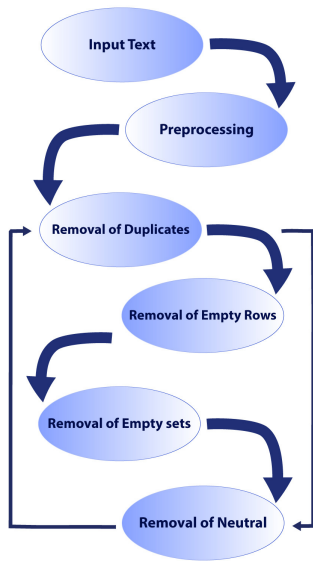 Input Text
Preprocessing
Removal of Duplicates
Removal of Empty Rows
Removal of Empty sets
Removal of Neutral